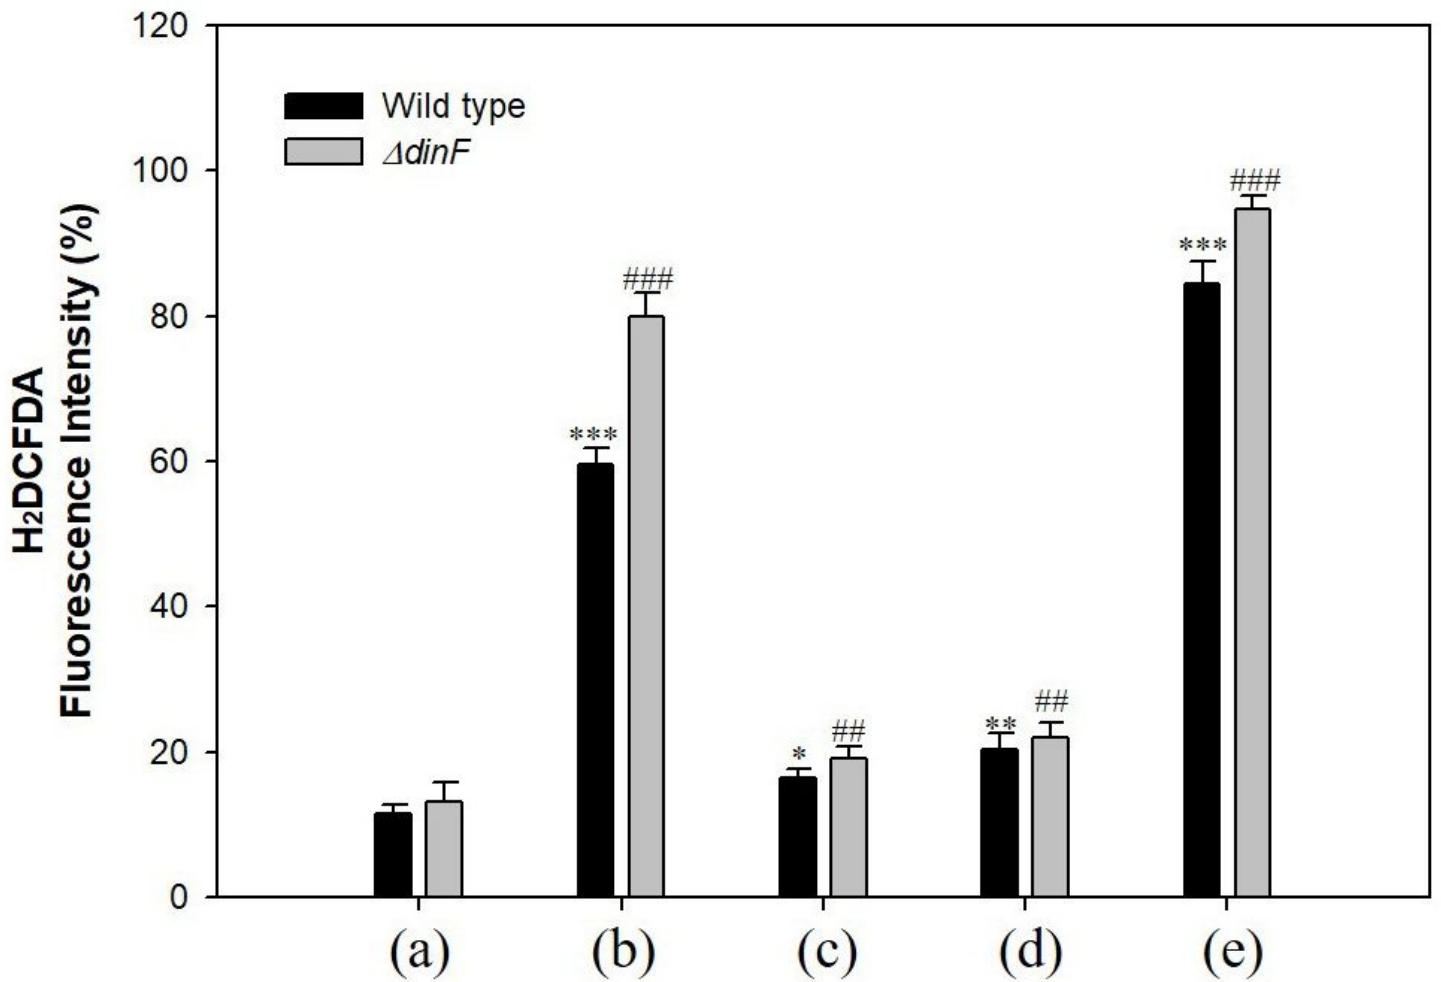 120
100
80
60
40
20
0
H₂DCFDA
Fluorescence Intensity (%)
Wild type
ΔdinF
***
###
*
##
**
##
***
###
(a)
(b)
(c)
(d)
(e)